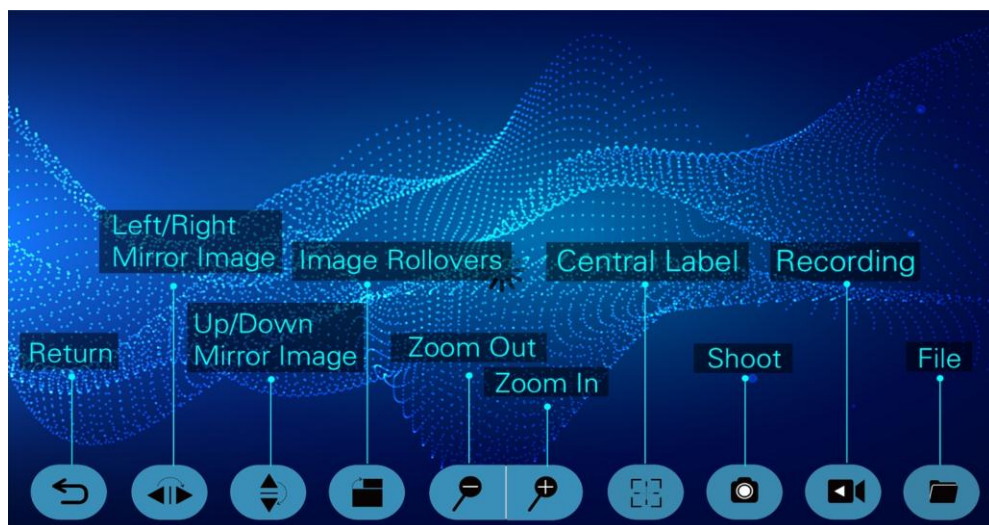 Left/Right
Mirror Image
Image Rollovers
Central Label
Recording
Return
Up/Down
Mirror Image
Zoom Out
Zoom In
Shoot
File